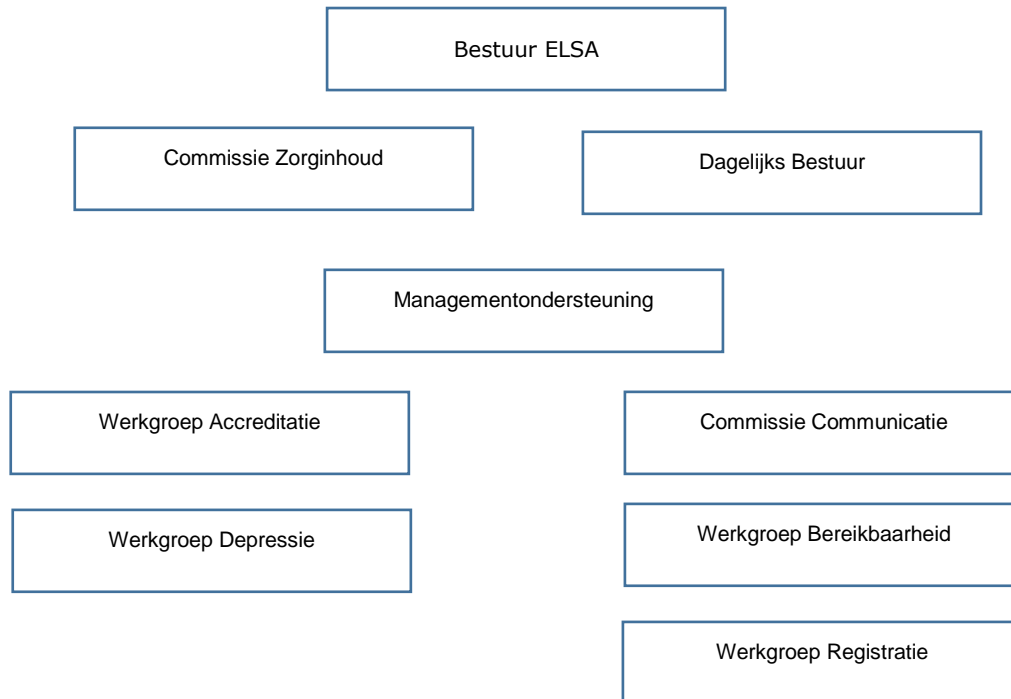 Bestuur ELSA
Commissie Zorginhoud
Dagelijks Bestuur
Managementondersteuning
Werkgroep Accreditatie
Commissie Communicatie
Werkgroep Depressie
Werkgroep Bereikbaarheid
Werkgroep Registratie